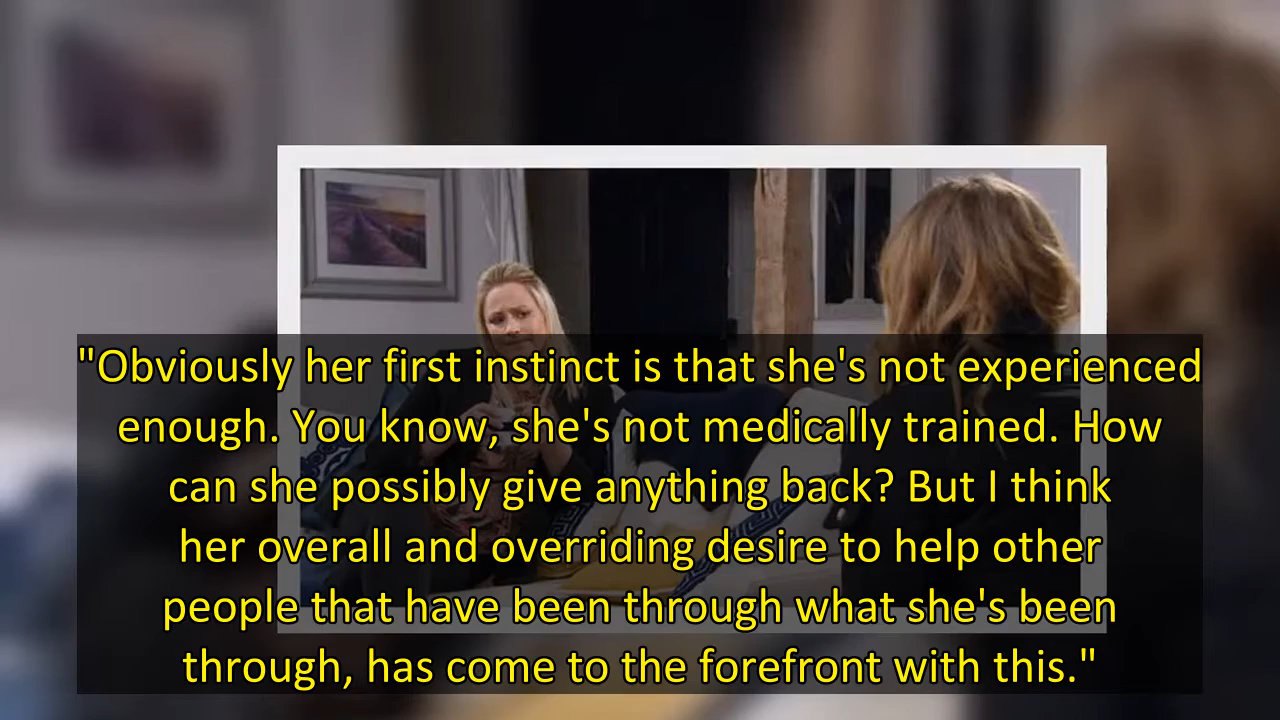 "Obviously her first instinct is that she's not experienced
enough. You know, she's not medically trained. How
can she possibly give anything back? But I think
her overall and overriding desire to help other
people that have been through what she's been
through, has come to the forefront with this."